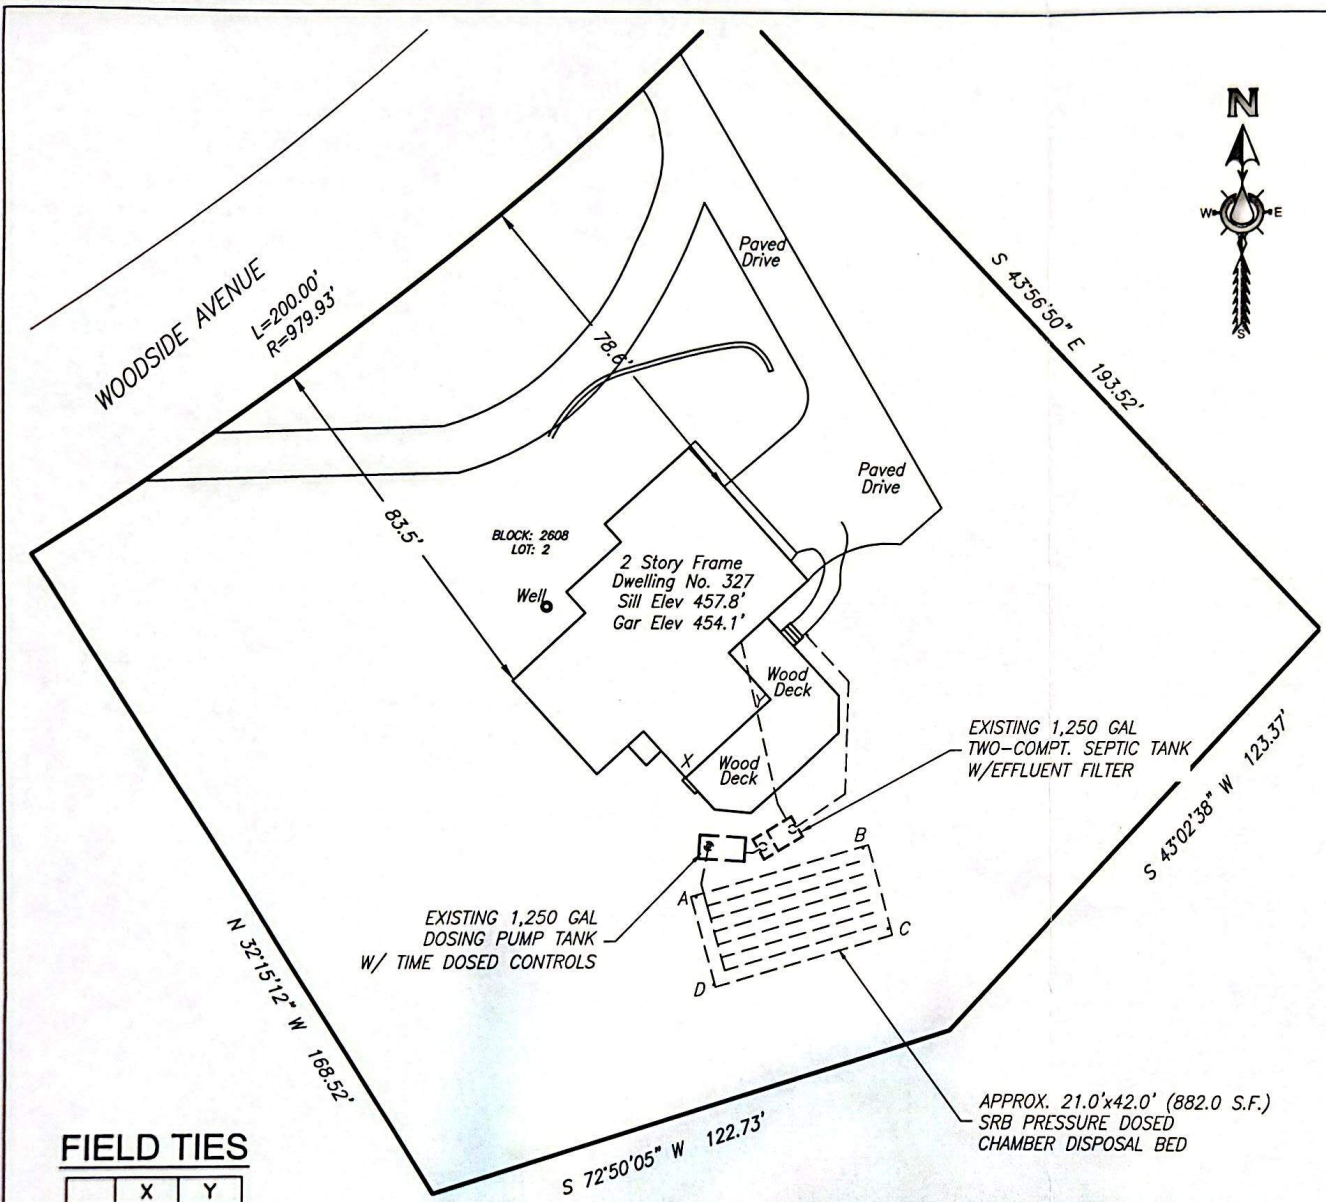 N
W
E
S
WOODSIDE AVENUE
L=200.00'
R=979.93'
Paved
Drive
S 43°56'50" E 193.52'
78.6'
Paved
Drive
83.5'
BLOCK: 2608
LOT: 2
Well
2 Story Frame
Dwelling No. 327
Sill Elev 457.8'
Gar Elev 454.1'
Wood
Deck
Y
X
Wood
Deck
EXISTING 1,250 GAL
TWO-COMPT. SEPTIC TANK
W/EFFLUENT FILTER
S 43°02'38" W 123.37'
A
B
C
D
EXISTING 1,250 GAL
DOSING PUMP TANK
W/ TIME DOSED CONTROLS
N 32°15'12" W 168.52'
APPROX. 21.0'x42.0' (882.0 S.F.)
SRB PRESSURE DOSED
CHAMBER DISPOSAL BED
S 72°50'05" W 122.73'
FIELD TIES
X Y